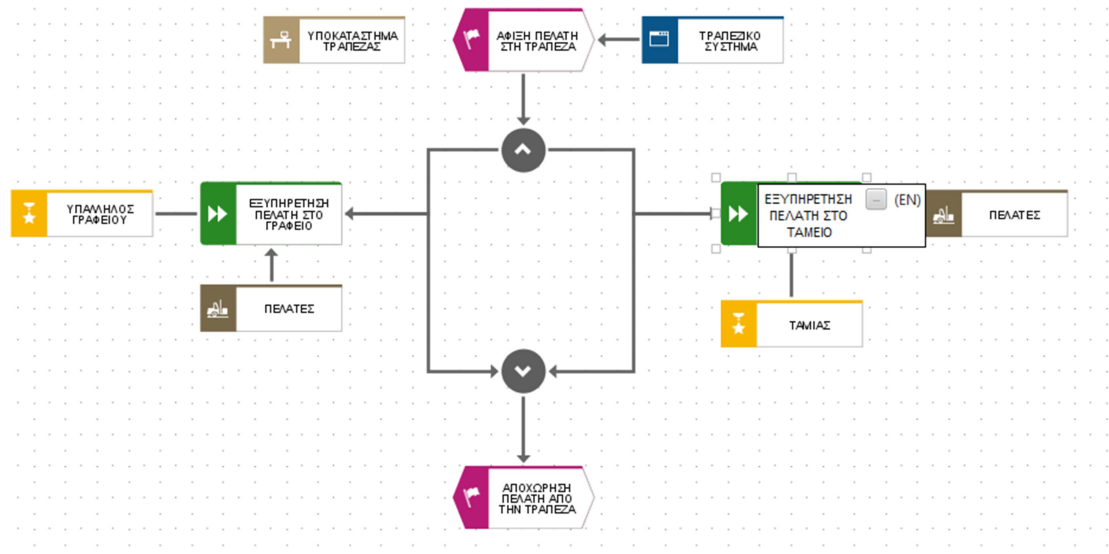 ΥΠΟΚΑΤΑΣΤΗΜΑ
ΤΡΑΠΕΖΑΣ
ΑΦΙΞΗ ΠΕΛΑΤΗ
ΣΤΗ ΤΡΑΠΕΖΑ
ΤΡΑΠΕΖΙΚΟ
ΣΥΣΤΗΜΑ
ΥΠΑΛΛΗΛΟΣ
ΓΡΑΦΕΙΟΥ
ΕΞΥΠΗΡΕΤΗΣΗ
ΠΕΛΑΤΗ ΣΤΟ
ΓΡΑΦΕΙΟ
ΕΞΥΠΗΡΕΤΗΣΗ ... (EN)
ΠΕΛΑΤΗ ΣΤΟ
ΤΑΜΕΙΟ
ΠΕΛΑΤΕΣ
ΠΕΛΑΤΕΣ
ΤΑΜΙΑΣ
ΑΠΟΧΩΡΗΣΗ
ΠΕΛΑΤΗ ΑΠΟ
ΤΗΝ ΤΡΑΠΕΖΑ